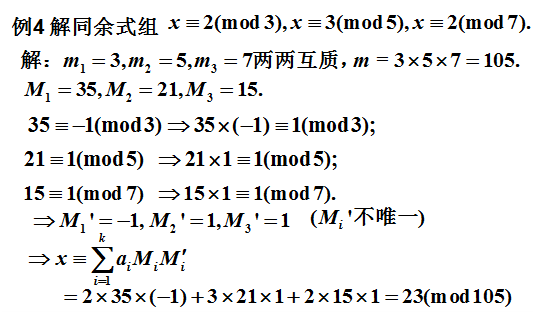 例4 解同余式组 x ≡ 2(mod 3), x ≡ 3(mod 5), x ≡ 2(mod 7).
解：m₁ = 3, m₂ = 5, m₃ = 7两两互质，m = 3×5×7 = 105.
M₁ = 35, M₂ = 21, M₃ = 15.
35 ≡ -1(mod 3) ⇒ 35×(-1) ≡ 1(mod 3);
21 ≡ 1(mod 5) ⇒ 21×1 ≡ 1(mod 5);
15 ≡ 1(mod 7) ⇒ 15×1 ≡ 1(mod 7).
⇒ M₁' = -1, M₂' = 1, M₃' = 1 (Mᵢ'不唯一)
⇒ x ≡ ∑ᵢ₌₁ᵏ aᵢMᵢMᵢ′
= 2×35×(-1)+3×21×1+2×15×1 = 23(mod 105)